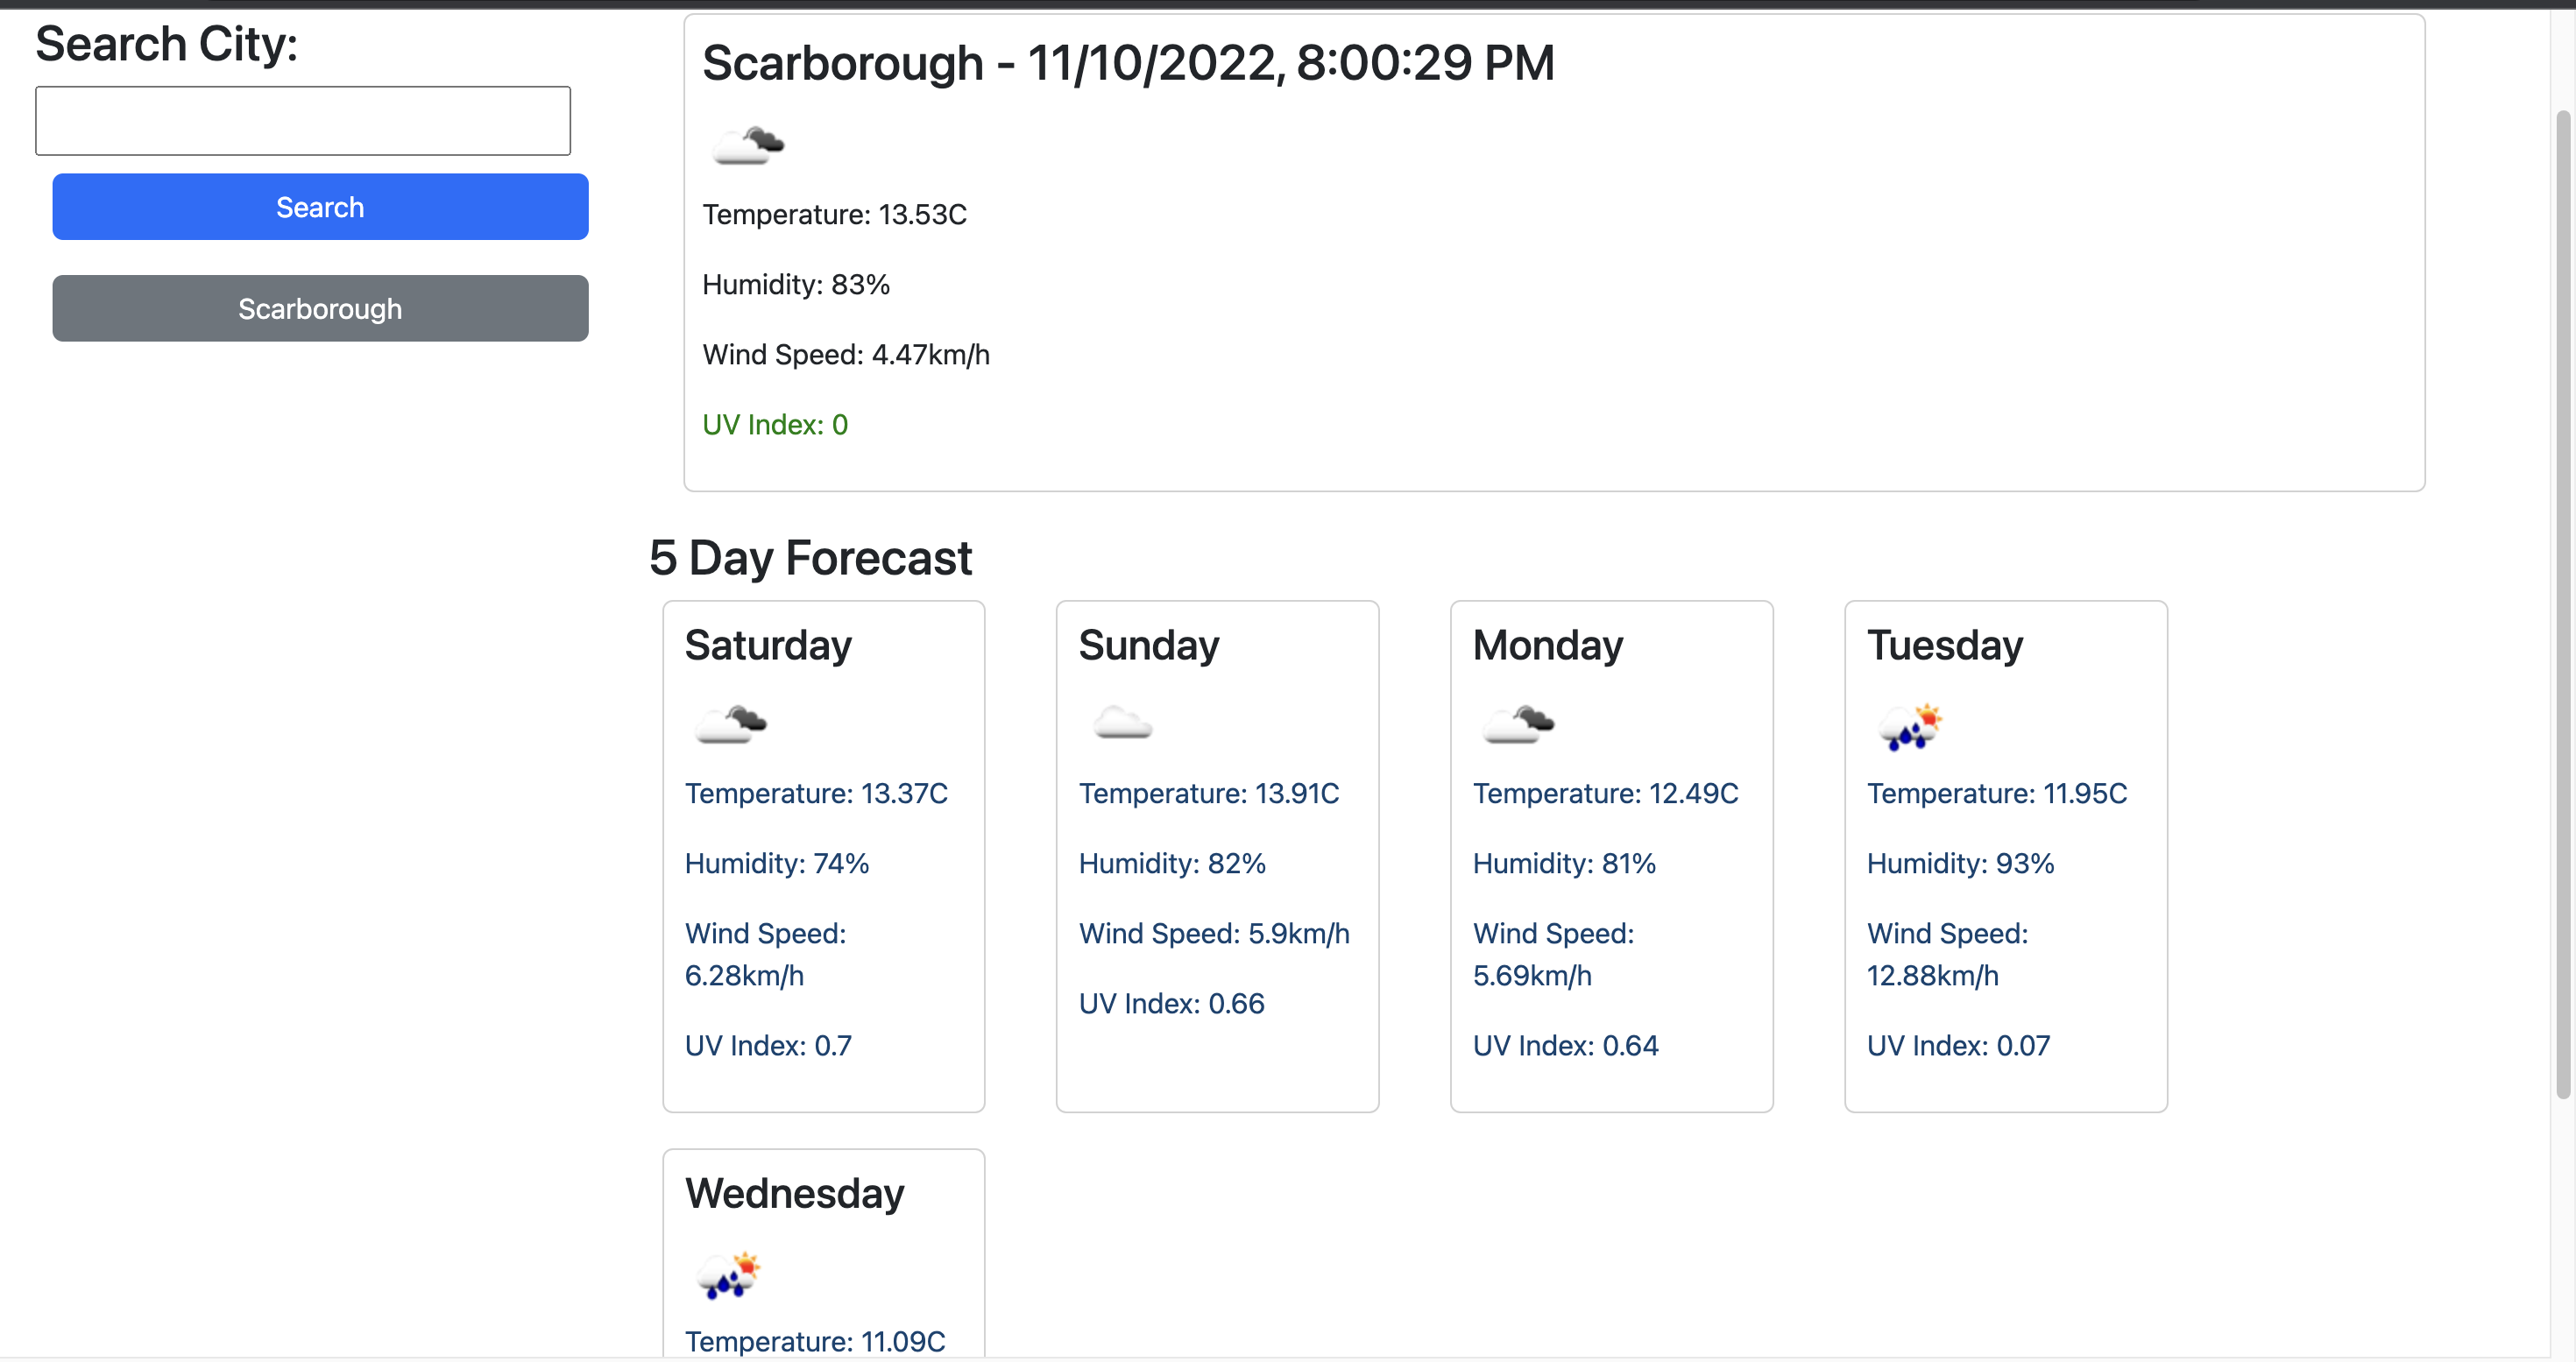 Search City:
Search
Scarborough
Scarborough - 11/10/2022, 8:00:29 PM
Temperature: 13.53C
Humidity: 83%
Wind Speed: 4.47km/h
UV Index: 0
5 Day Forecast
Saturday
Temperature: 13.37C
Humidity: 74%
Wind Speed:
6.28km/h
UV Index: 0.7
Sunday
Temperature: 13.91C
Humidity: 82%
Wind Speed: 5.9km/h
UV Index: 0.66
Monday
Temperature: 12.49C
Humidity: 81%
Wind Speed:
5.69km/h
UV Index: 0.64
Tuesday
Temperature: 11.95C
Humidity: 93%
Wind Speed:
12.88km/h
UV Index: 0.07
Wednesday
Temperature: 11.09C